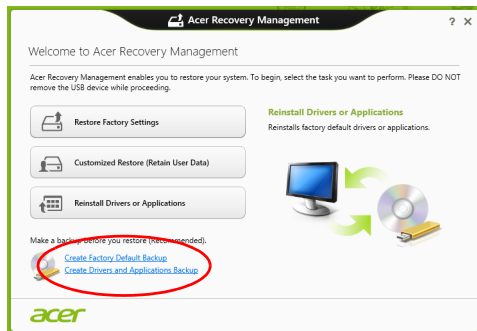 Acer Recovery Management
? ×
Welcome to Acer Recovery Management
Acer Recovery Management enables you to restore your system. To begin, select the task you want to perform. Please DO NOT
remove the USB device while proceeding.
Restore Factory Settings
Customized Restore (Retain User Data)
Reinstall Drivers or Applications
Reinstall Drivers or Applications
Reinstalls factory default drivers or applications.
Make a backup before you restore (Recommended).
Create Factory Default Backup
Create Drivers and Applications Backup
acer